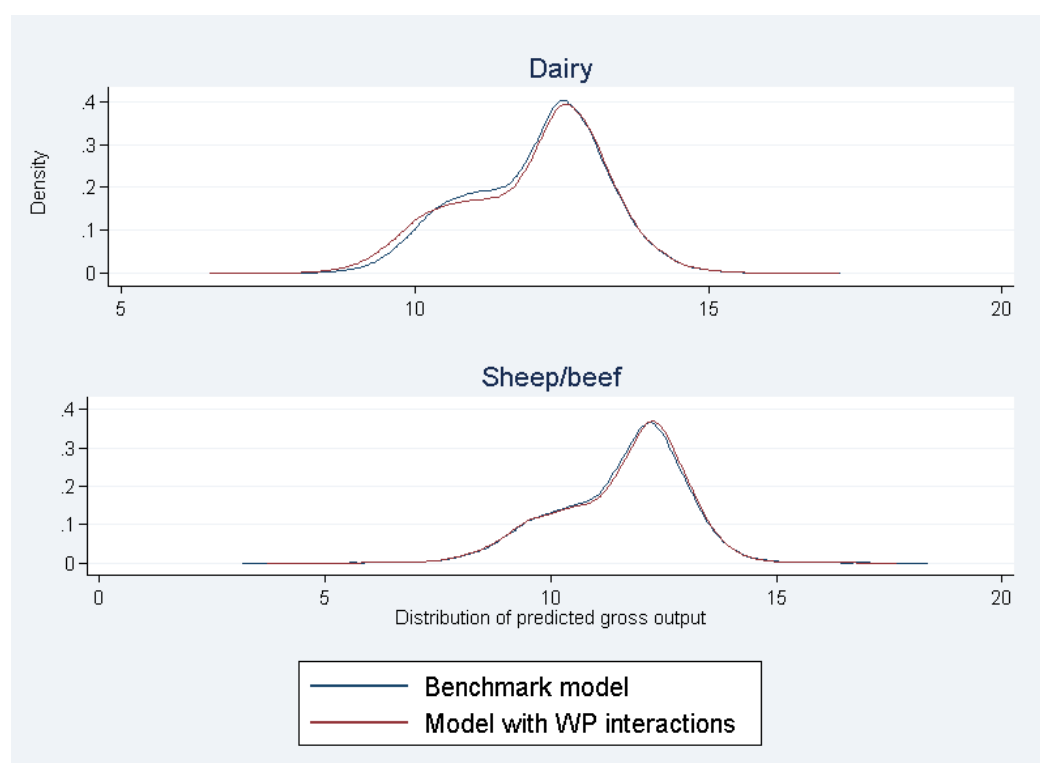 Dairy
Density
.4
.3
.2
.1
0
5 10 15 20
Sheep/beef
.4
.3
.2
.1
0
0 5 10 15 20
Distribution of predicted gross output
Benchmark model
Model with WP interactions